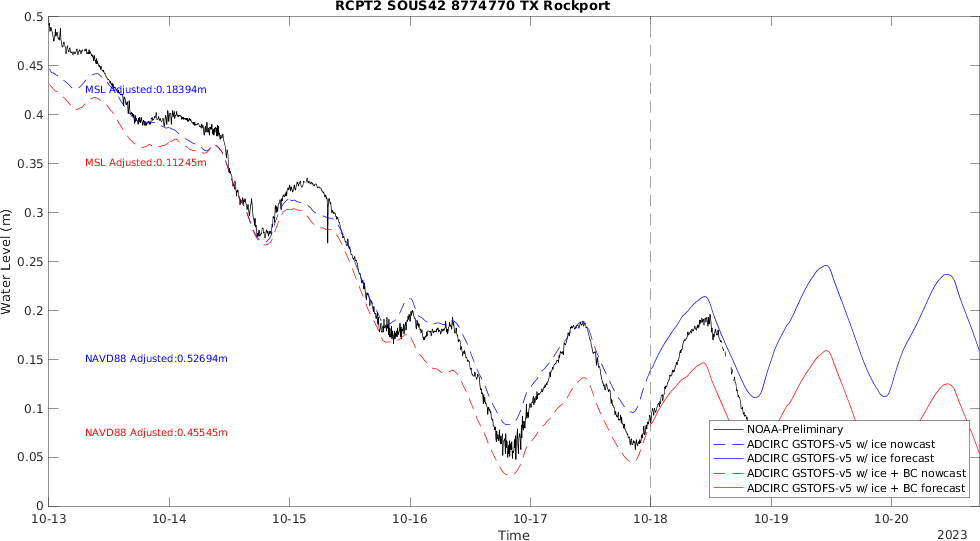 RCPT2 SOUS42 8774770 TX Rockport
0.5
0.45
0.4
0.35
0.3
0.25
0.2
0.15
0.1
0.05
0
Water Level (m)
MSL Adjusted:0.18394m
MSL Adjusted:0.11245m
NAVD88 Adjusted:0.52694m
NAVD88 Adjusted:0.45545m
NOAA-Preliminary
ADCIRC GSTOFS-v5 w/ ice nowcast
ADCIRC GSTOFS-v5 w/ ice forecast
ADCIRC GSTOFS-v5 w/ ice + BC nowcast
ADCIRC GSTOFS-v5 w/ ice + BC forecast
10-13 10-14 10-15 10-16 10-17 10-18 10-19 10-20
Time
2023